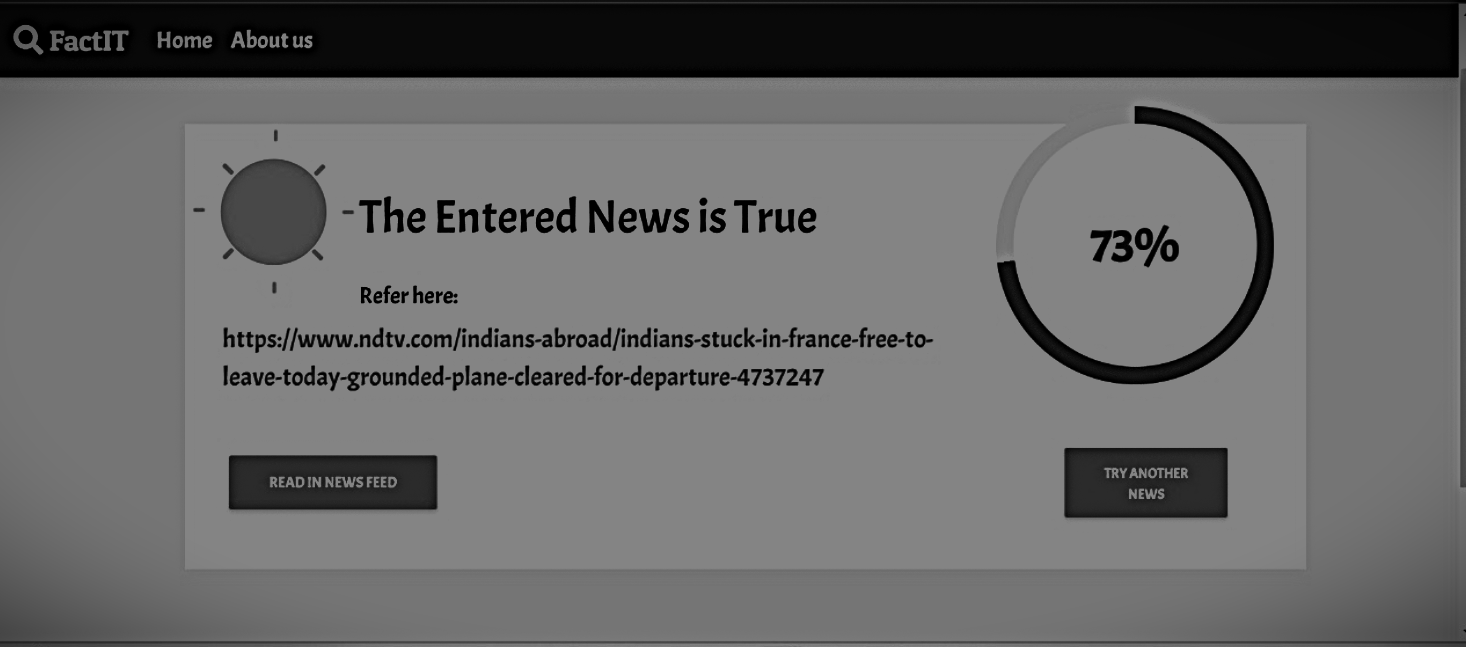 FactIT Home About us
The Entered News is True
73%
Refer here:
https://www.ndtv.com/indians-abroad/indians-stuck-in-france-free-to-
leave-today-grounded-plane-cleared-for-departure-4737247
READ IN NEWS FEED
TRY ANOTHER
NEWS